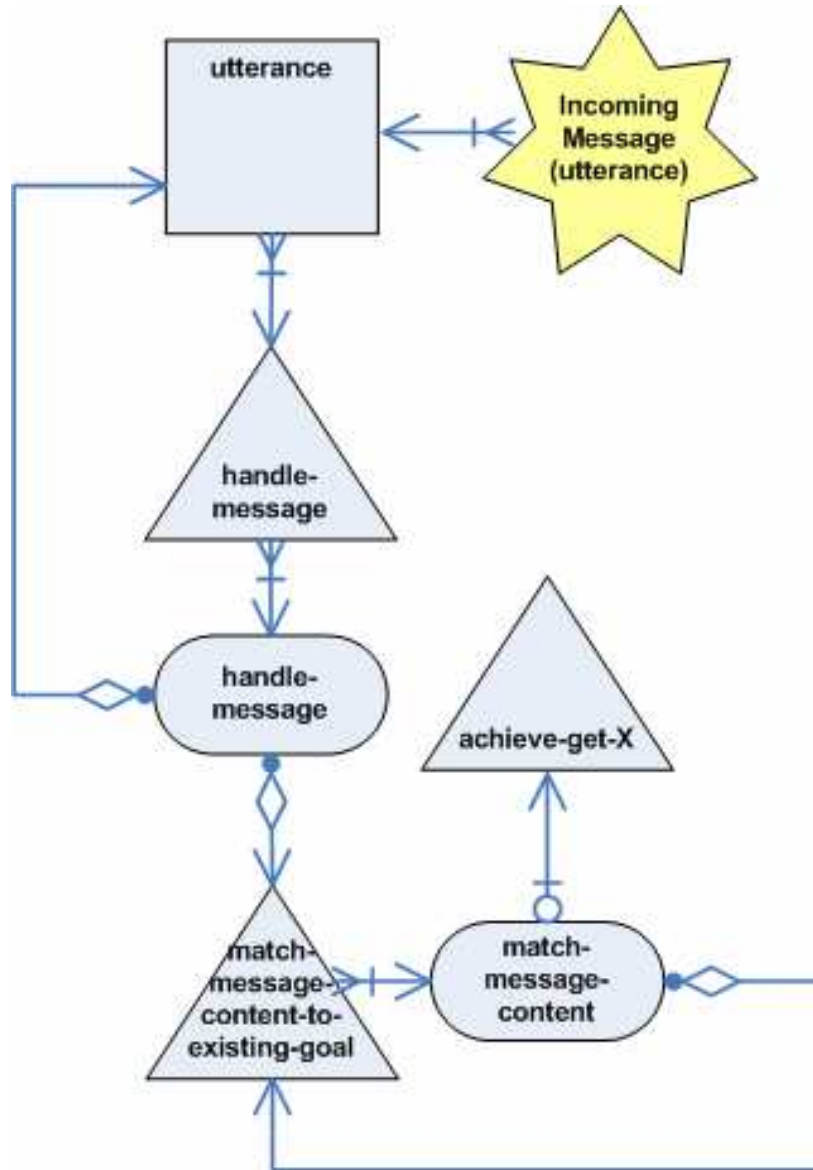 utterance
Incoming
Message
(utterance)
handle-
message
handle-
message
achieve-get-X
match-
message-
content-to-
existing-goal
match-
message-
content